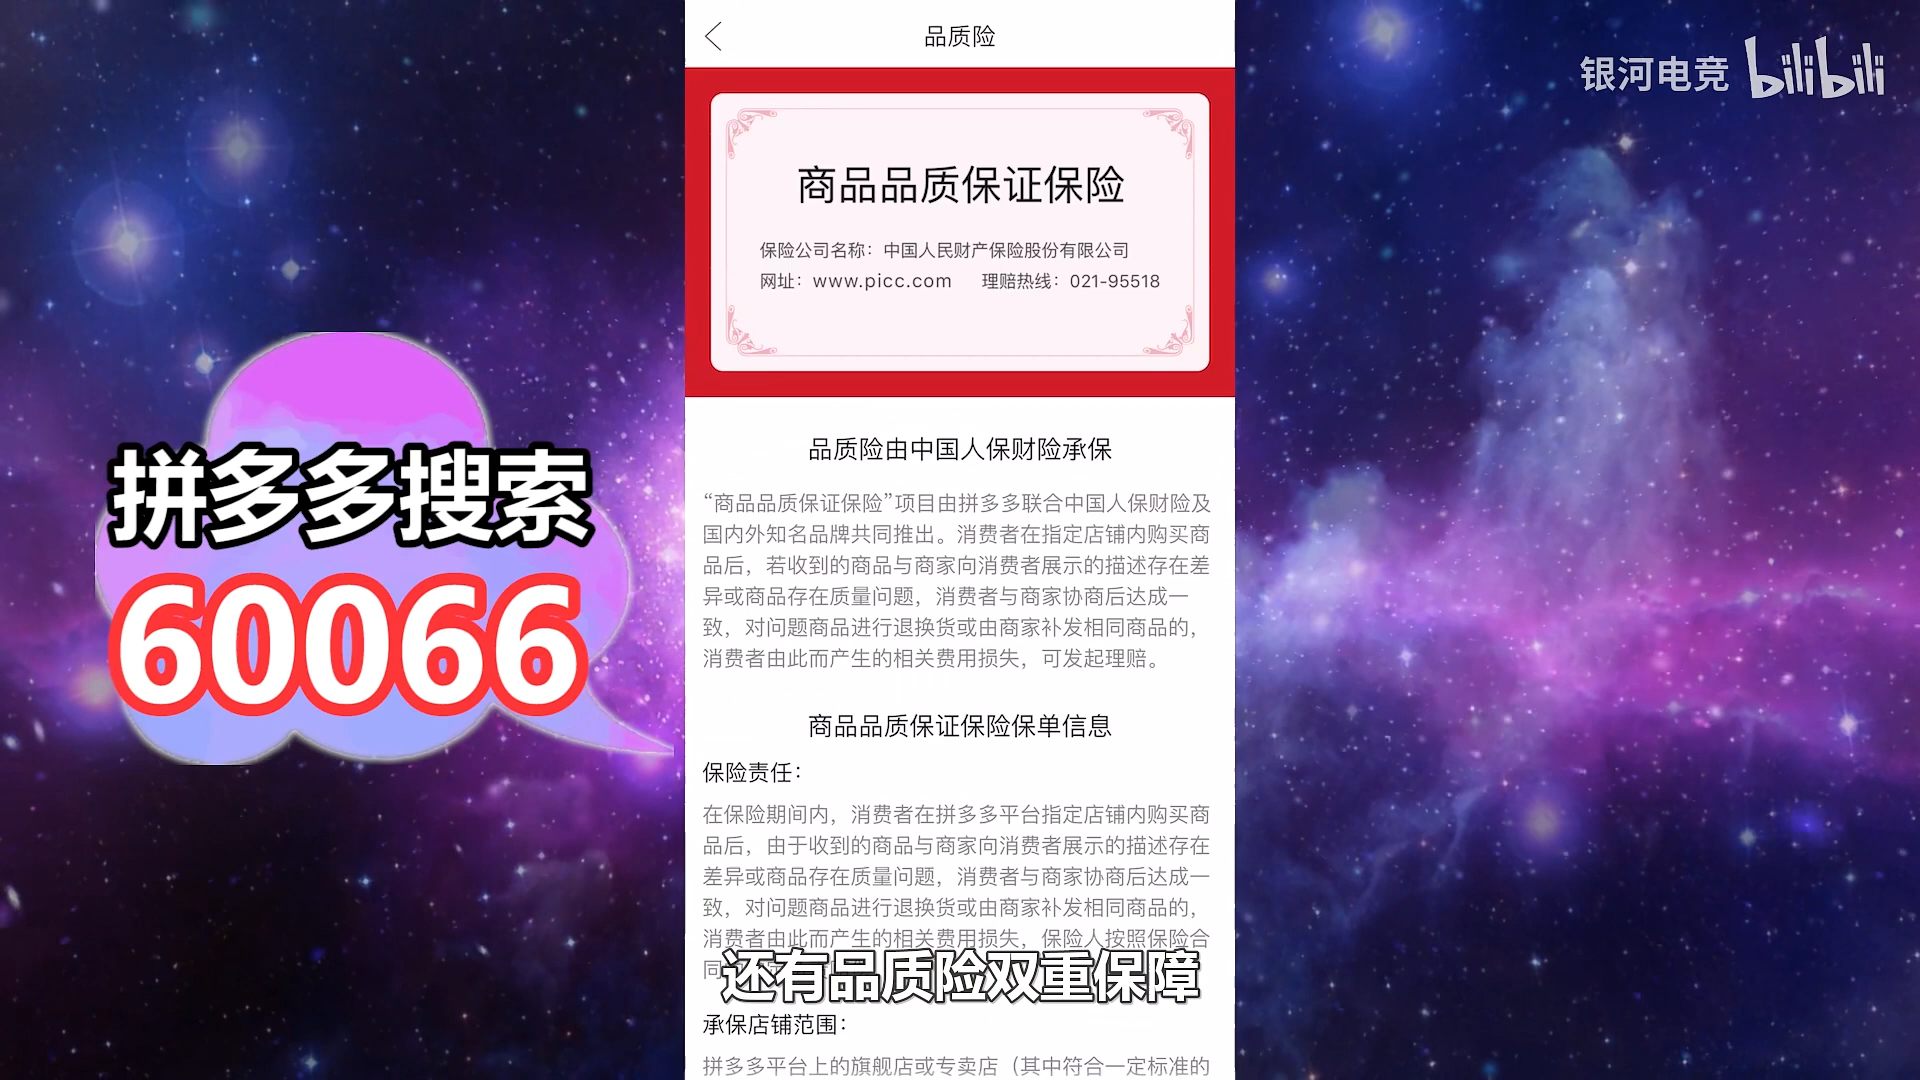 品质险
银河电竞 bilibili
商品品质保证保险
保险公司名称：中国人民财产保险股份有限公司
网址：www.picc.com 理赔热线：021-95518
品质险由中国人保财险承保
“商品品质保证保险”项目由拼多多联合中国人保财险及
国内外知名品牌共同推出。消费者在指定店铺内购买商
品后，若收到的商品与商家向消费者展示的描述存在差
异或商品存在质量问题，消费者与商家协商后达成一
致，对问题商品进行退换货或由商家补发相同商品的，
消费者由此而产生的相关费用损失，可发起理赔。
拼多多搜索
60066
商品品质保证保险保单信息
保险责任：
在保险期间内，消费者在拼多多平台指定店铺内购买商
品后，由于收到的商品与商家向消费者展示的描述存在
差异或商品存在质量问题，消费者与商家协商后达成一
致，对问题商品进行退换货或由商家补发相同商品的，
消费者由此而产生的相关费用损失，保险人按照保险合
同
还有品质险双重保障
承保店铺范围：
拼多多平台上的旗舰店或专卖店（其中符合一定标准的